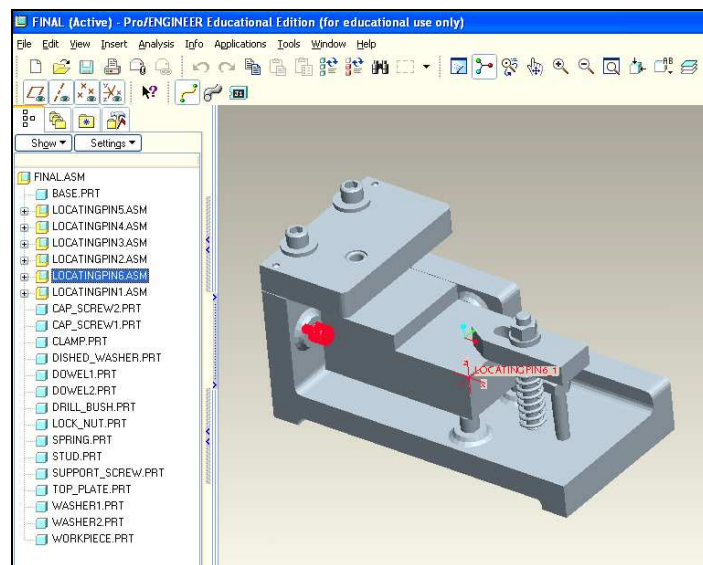 FINAL (Active) - Pro/ENGINEER Educational Edition (for educational use only)
File Edit View Insert Analysis Info Applications Tools Window Help
Show Settings
FINAL.ASM
BASE.PRT
LOCATINGPIN5.ASM
LOCATINGPIN4.ASM
LOCATINGPIN3.ASM
LOCATINGPIN2.ASM
LOCATINGPIN6.ASM
LOCATINGPIN1.ASM
CAP_SCREW2.PRT
CAP_SCREW1.PRT
CLAMP.PRT
DISHED_WASHER.PRT
DOWEL1.PRT
DOWEL2.PRT
DRILL_BUSH.PRT
LOCK_NUT.PRT
SPRING.PRT
STUD.PRT
SUPPORT_SCREW.PRT
TOP_PLATE.PRT
WASHER1.PRT
WASHER2.PRT
WORKPIECE.PRT
LOCATINGPIN6_1